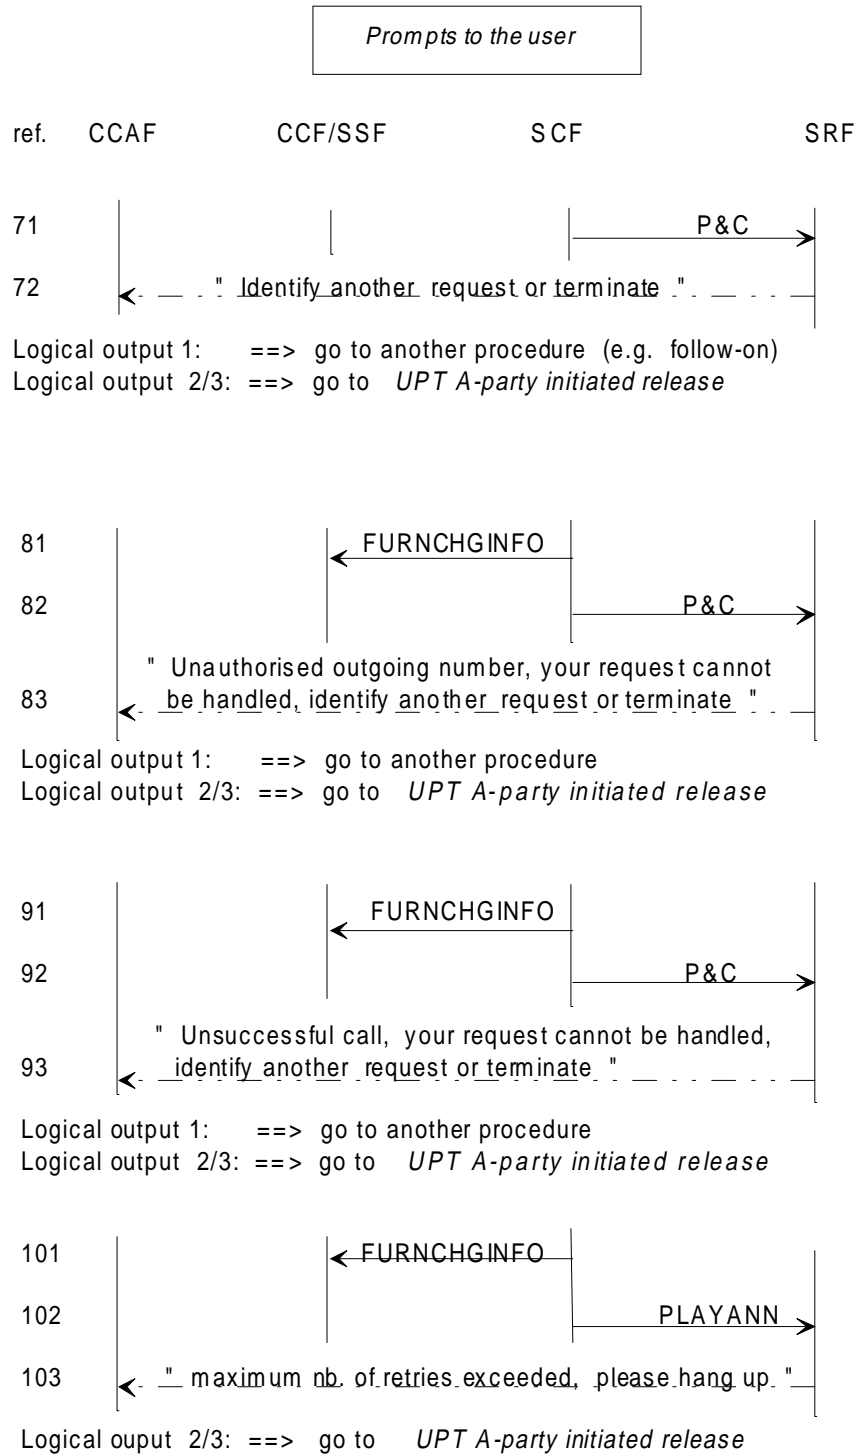 Prompts to the user
ref. CCAF CCF/SSF SCF SRF
71 P&C
72 " Identify another request or terminate "
Logical output 1: ==> go to another procedure (e.g. follow-on)
Logical output 2/3: ==> go to UPT A-party initiated release
81 FURNCHGINFO
82 P&C
" Unauthorised outgoing number, your request cannot
83 be handled, identify another request or terminate "
Logical output 1: ==> go to another procedure
Logical output 2/3: ==> go to UPT A-party initiated release
91 FURNCHGINFO
92 P&C
" Unsuccessful call, your request cannot be handled,
93 identify another request or terminate "
Logical output 1: ==> go to another procedure
Logical output 2/3: ==> go to UPT A-party initiated release
101 FURNCHGINFO
102 PLAYANN
103 " maximum nb. of retries exceeded, please hang up "
Logical ouput 2/3: ==> go to UPT A-party initiated release